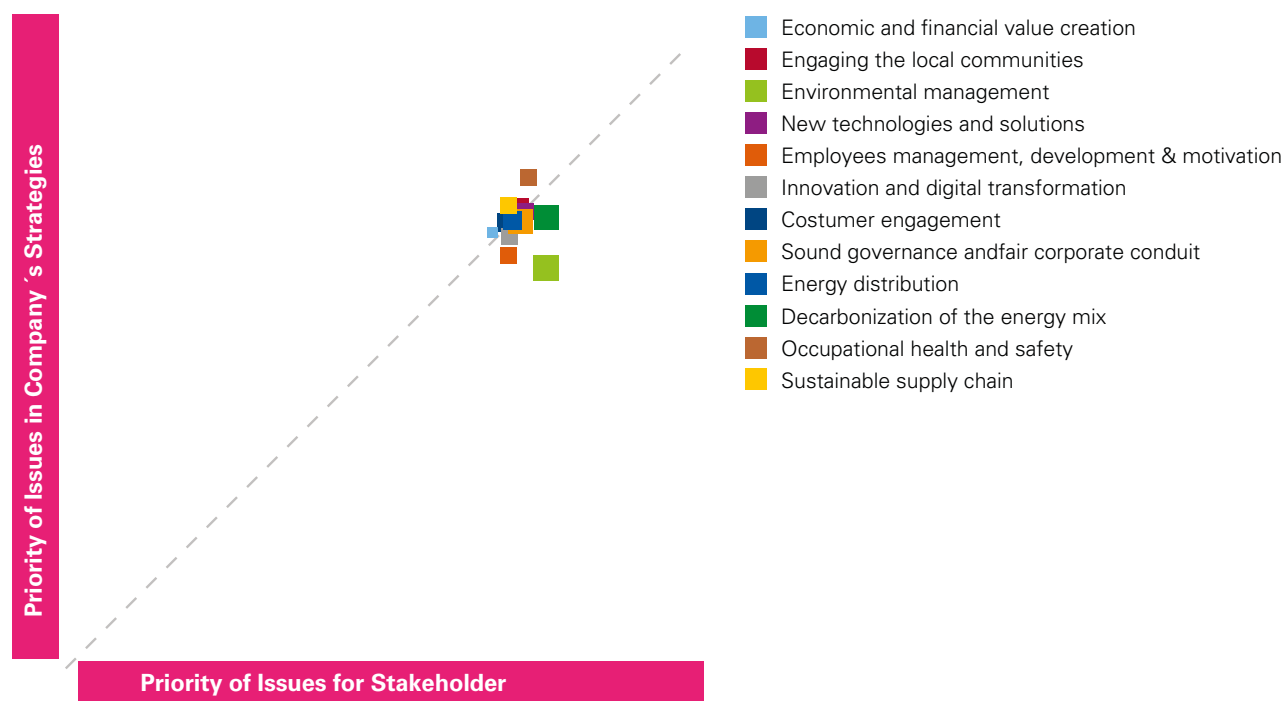 Priority of Issues in Company ´s Strategies
Economic and financial value creation
Engaging the local communities
Environmental management
New technologies and solutions
Employees management, development & motivation
Innovation and digital transformation
Costumer engagement
Sound governance andfair corporate conduit
Energy distribution
Decarbonization of the energy mix
Occupational health and safety
Sustainable supply chain
Priority of Issues for Stakeholder